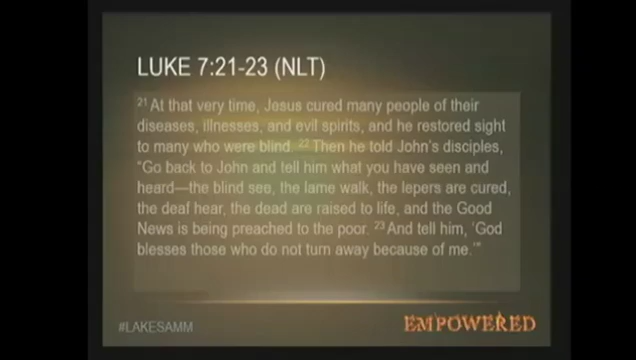 LUKE 7:21-23 (NLT)
21 At that very time, Jesus cured many people of their
diseases, illnesses, and evil spirits, and he restored sight
to many who were blind. 22 Then he told John's disciples,
"Go back to John and tell him what you have seen and
heard—the blind see, the lame walk, the lepers are cured,
the deaf hear, the dead are raised to life, and the Good
News is being preached to the poor. 23 And tell him, 'God
blesses those who do not turn away because of me.'"
#LAKESAMM
EMPOWERED